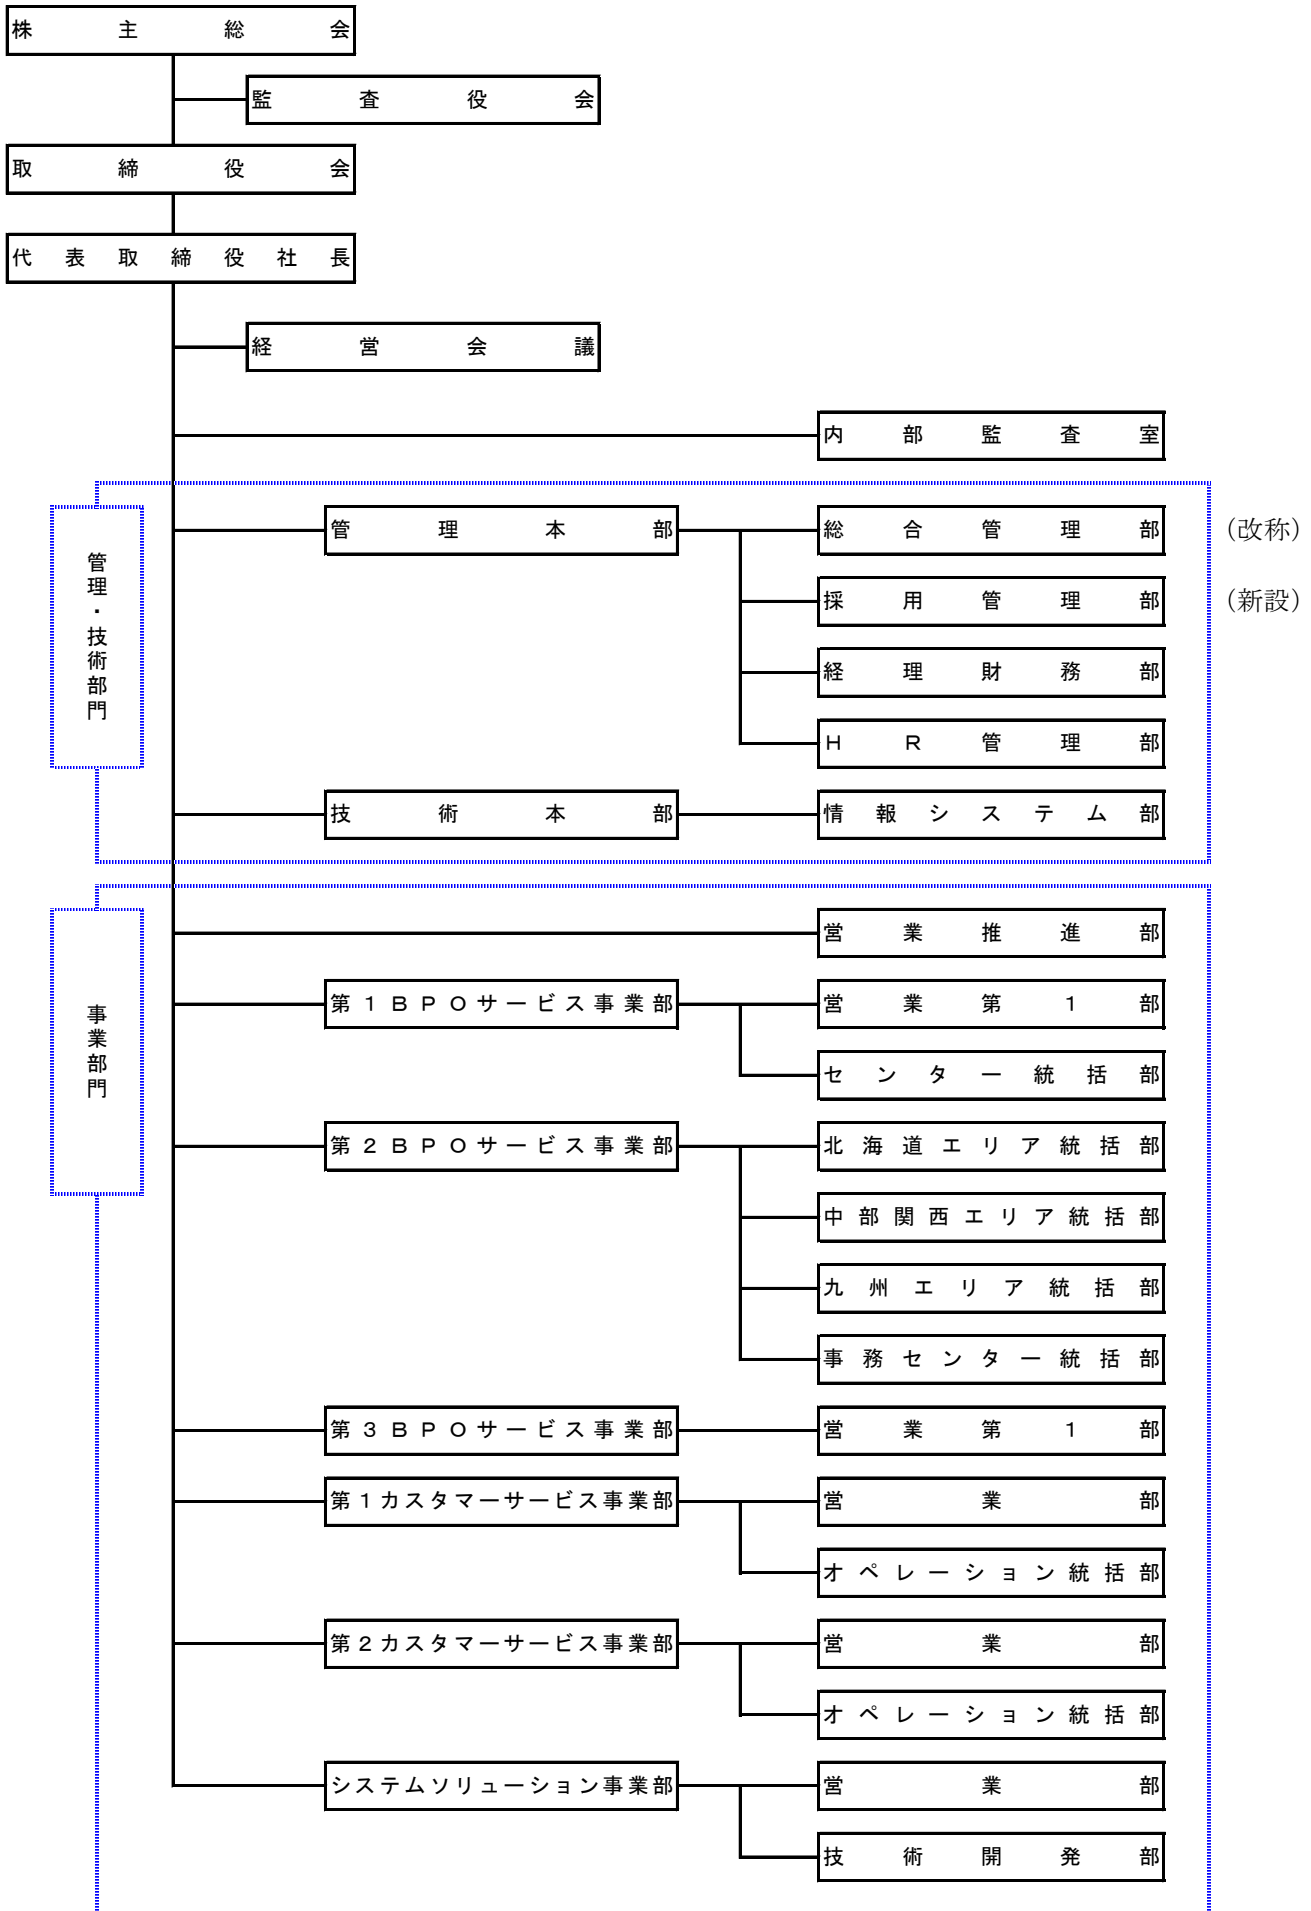 株主総会
監査役会
取締役会
代表取締役社長
経営会議
内部監査室
管理・技術部門
管理本部
総合管理部
（改称）
採用管理部
（新設）
経理財務部
ＨＲ管理部
技術本部
情報システム部
事業部門
営業推進部
第１ＢＰＯサービス事業部
営業第１部
センター統括部
第２ＢＰＯサービス事業部
北海道エリア統括部
中部関西エリア統括部
九州エリア統括部
事務センター統括部
第３ＢＰＯサービス事業部
営業第１部
第１カスタマーサービス事業部
営業部
オペレーション統括部
第２カスタマーサービス事業部
営業部
オペレーション統括部
システムソリューション事業部
営業部
技術開発部